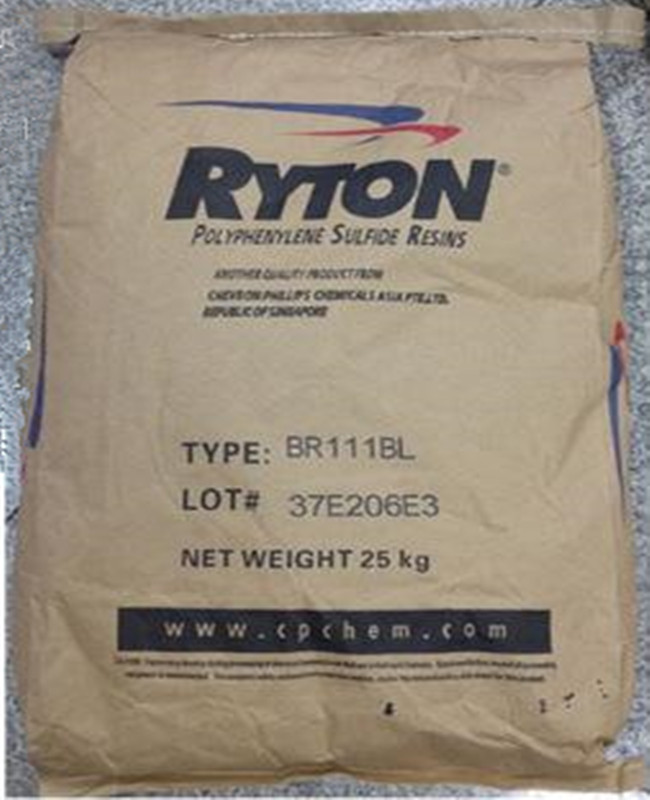 RYTON®
POLYPHENYLENE SULFIDE RESINS
ANOTHER QUALITY PRODUCT FROM
CHEVRON PHILLIPS CHEMICALS ASIA PTE.LTD.
REPUBLIC OF SINGAPORE
TYPE: BR111BL
LOT# 37E206E3
NET WEIGHT 25 kg
www.cpchem.com